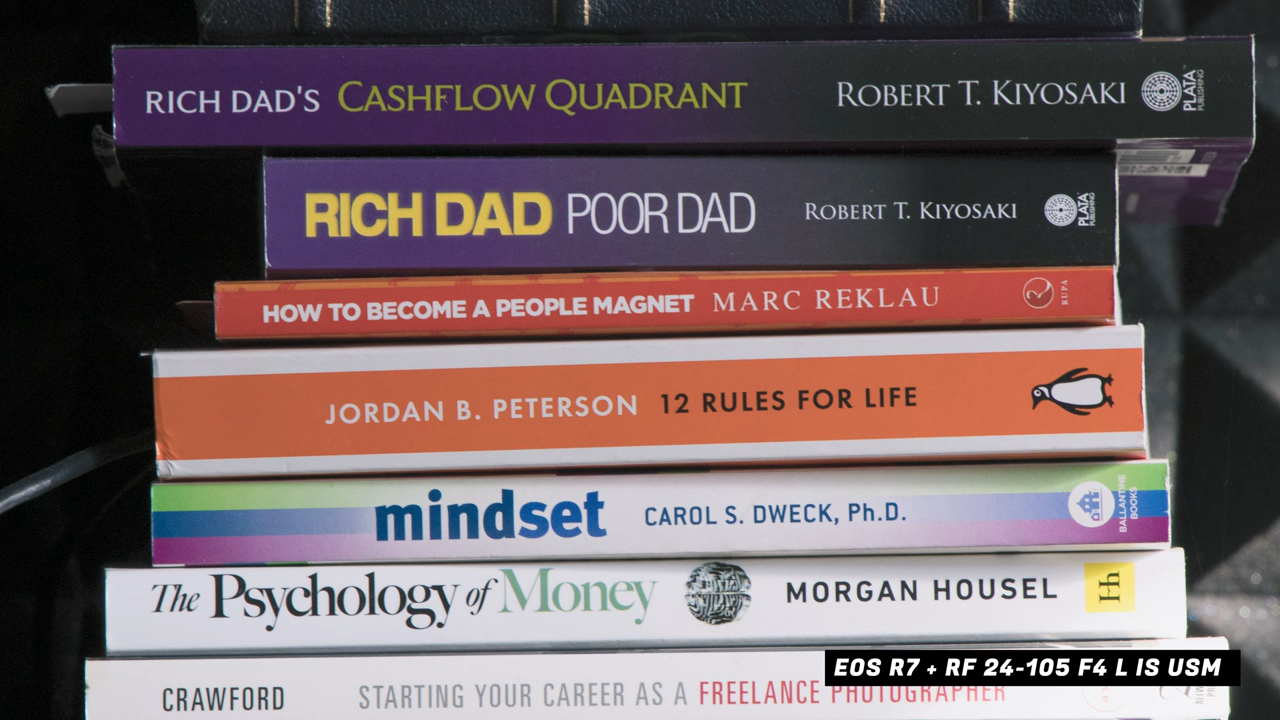 RICH DAD'S CASHFLOW QUADRANT ROBERT T. KIYOSAKI PLATA PUBLISHING
RICH DAD POOR DAD ROBERT T. KIYOSAKI PLATA PUBLISHING
HOW TO BECOME A PEOPLE MAGNET MARC REKLAU RUPA
JORDAN B. PETERSON 12 RULES FOR LIFE
mindset CAROL S. DWECK, Ph.D. BALLANTINE BOOKS
The Psychology of Money MORGAN HOUSEL Hh
CRAWFORD STARTING YOUR CAREER AS A FREELANCE PHOTOGRAPHER
EOS R7 + RF 24-105 F4 L IS USM